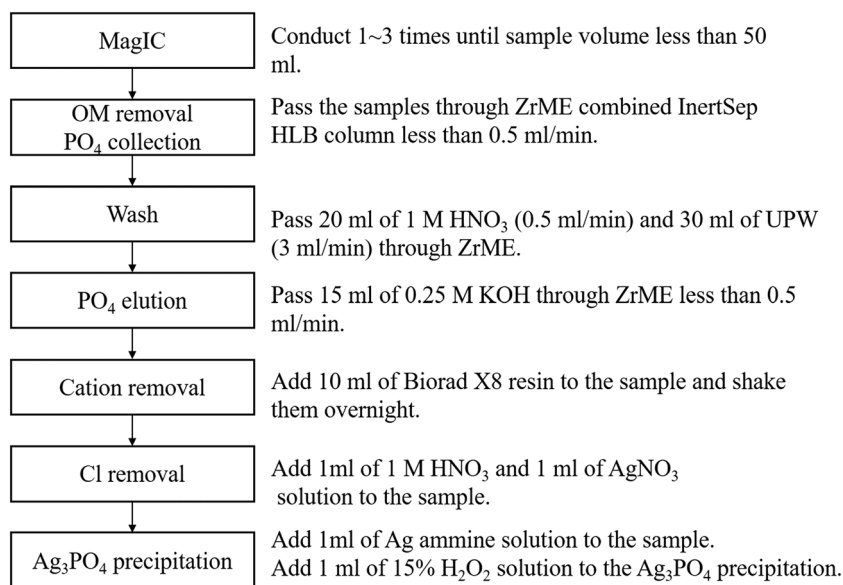 MagIC
Conduct 1~3 times until sample volume less than 50
ml.
OM removal
PO₄ collection
Pass the samples through ZrME combined InertSep
HLB column less than 0.5 ml/min.
Wash
Pass 20 ml of 1 M HNO₃ (0.5 ml/min) and 30 ml of UPW
(3 ml/min) through ZrME.
PO₄ elution
Pass 15 ml of 0.25 M KOH through ZrME less than 0.5
ml/min.
Cation removal
Add 10 ml of Biorad X8 resin to the sample and shake
them overnight.
Cl removal
Add 1ml of 1 M HNO₃ and 1 ml of AgNO₃
solution to the sample.
Ag₃PO₄ precipitation
Add 1ml of Ag ammine solution to the sample.
Add 1 ml of 15% H₂O₂ solution to the Ag₃PO₄ precipitation.